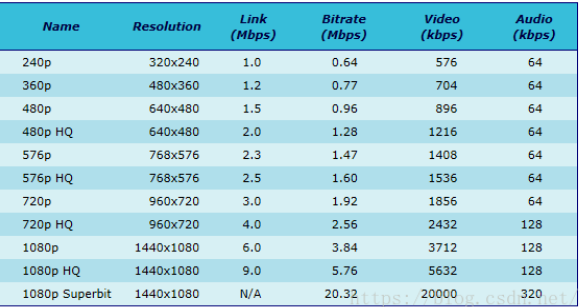 Name Resolution Link (Mbps) Bitrate (Mbps) Video (kbps) Audio (kbps)
240p 320x240 1.0 0.64 576 64
360p 480x360 1.2 0.77 704 64
480p 640x480 1.5 0.96 896 64
480p HQ 640x480 2.0 1.28 1216 64
576p 768x576 2.3 1.47 1408 64
576p HQ 768x576 2.5 1.60 1536 64
720p 960x720 3.0 1.92 1856 64
720p HQ 960x720 4.0 2.56 2432 128
1080p 1440x1080 6.0 3.84 3712 128
1080p HQ 1440x1080 9.0 5.76 5632 128
1080p Superbit 1440x1080 N/A 20.32 20000 320